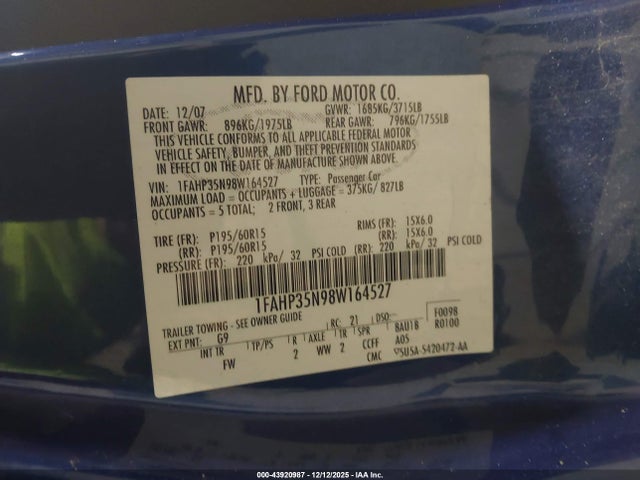 MFD. BY FORD MOTOR CO.
DATE: 12/07 GVWR: 1685KG/3715LB
FRONT GAWR: 896KG/1975LB REAR GAWR: 796KG/1755LB
THIS VEHICLE CONFORMS TO ALL APPLICABLE FEDERAL MOTOR
VEHICLE SAFETY, BUMPER, AND THEFT PREVENTION STANDARDS
IN EFFECT ON THE DATE OF MANUFACTURE SHOWN ABOVE.
VIN: 1FAHP35N98W164527 TYPE: Passenger Car
MAXIMUM LOAD = OCCUPANTS + LUGGAGE = 375KG/ 827LB
OCCUPANTS = 5 TOTAL; 2 FRONT, 3 REAR
TIRE (FR): P195/60R15 RIMS (FR): 15X6.0
(RR): P195/60R15 (RR): 15X6.0
PRESSURE (FR): 220 kPa/ 32 PSI COLD (RR): 220 kPa/ 32 PSI COLD
1FAHP35N98W164527
TRAILER TOWING - SEE OWNER GUIDE RC: 21 DSO: F0098
EXT PNT: G9 R0100
INT TR TP/PS R AXLE TR SPR 8AU1B
FW 2 WW 2 CCFF A05
CMC 5U5A-5420472-AA
000-43920987 - 12/12/2025 - IAA Inc.